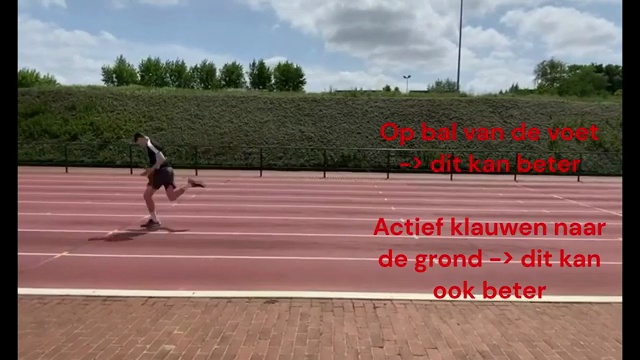 Op bal van de voet
-> dit kan beter
Actief klauwen naar
de grond -> dit kan
ook beter